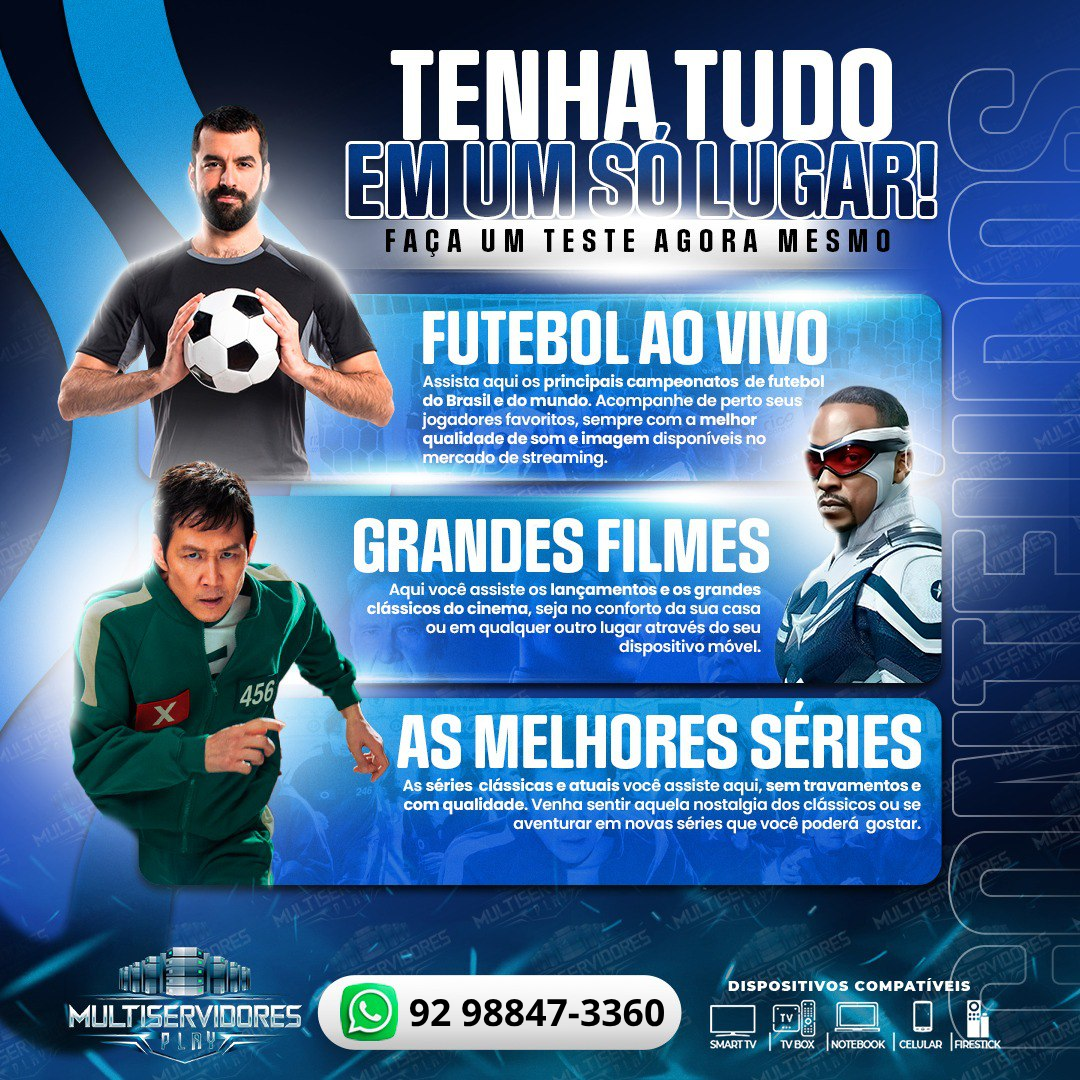 TENHA TUDO
EM UM SÓ LUGAR!
FAÇA UM TESTE AGORA MESMO
FUTEBOL AO VIVO
Assista aqui os principais campeonatos de futebol
do Brasil e do mundo. Acompanhe de perto seus
jogadores favoritos, sempre com a melhor
qualidade de som e imagem disponíveis no
mercado de streaming.
GRANDES FILMES
Aqui você assiste os lançamentos e os grandes
clássicos do cinema, seja no conforto da sua casa
ou em qualquer outro lugar através do seu
dispositivo móvel.
456
X
AS MELHORES SÉRIES
As séries clássicas e atuais você assiste aqui, sem travamentos e
com qualidade. Venha sentir aquela nostalgia dos clássicos ou se
aventurar em novas séries que você poderá gostar.
CONTEÚDOS
MULTISERVIDORES
PLAY
92 98847-3360
DISPOSITIVOS COMPATÍVEIS
TV
SMART TV | TV BOX | NOTEBOOK | CELULAR | FIRESTICK